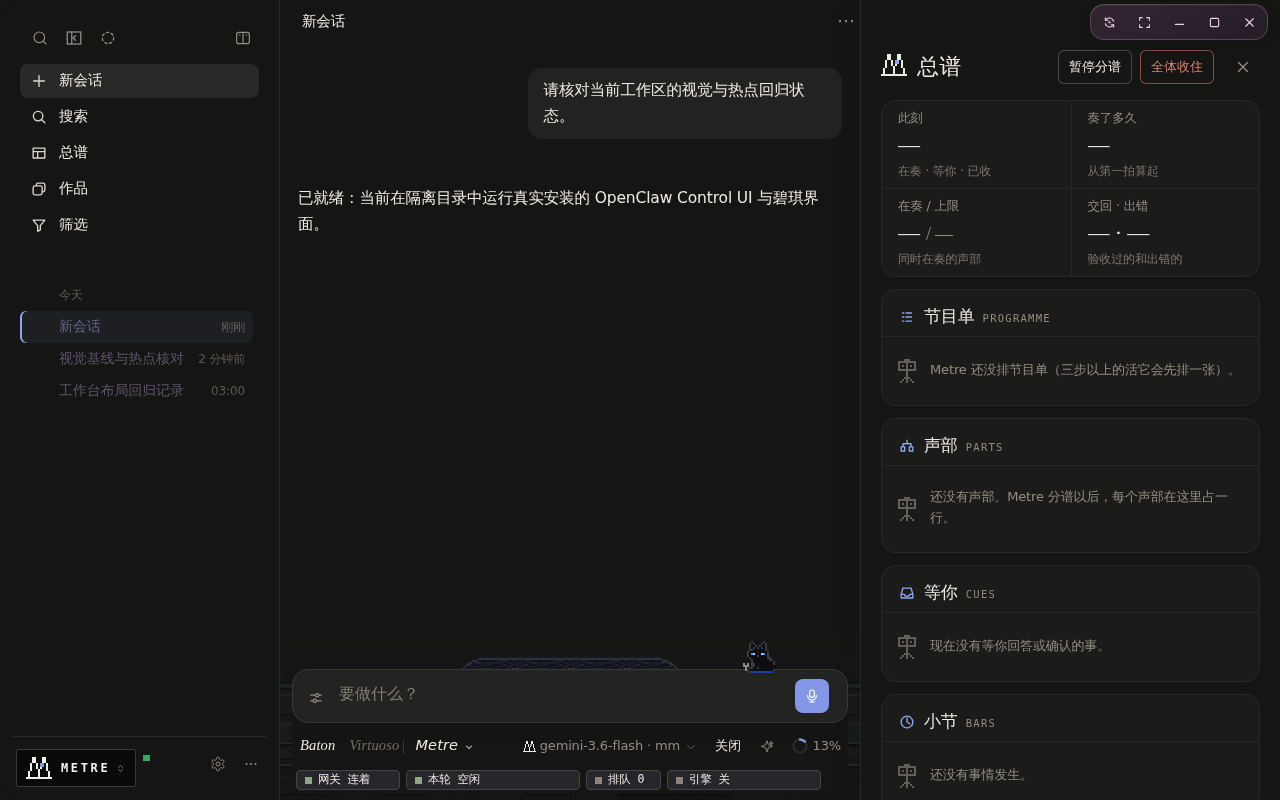 新会话
搜索
总谱
作品
筛选
今天
新会话 刚刚
视觉基线与热点核对 2 分钟前
工作台布局回归记录 03:00
METRE
新会话
请核对当前工作区的视觉与热点回归状
态。
已就绪：当前在隔离目录中运行真实安装的 OpenClaw Control UI 与碧琪界
面。
要做什么？
Baton Virtuoso Metre gemini-3.6-flash · mm 关闭 13%
网关 连着 本轮 空闲 排队 0 引擎 关
总谱 暂停分谱 全体收住
此刻
——
在奏 · 等你 · 已收
奏了多久
——
从第一拍算起
在奏 / 上限
—— / ——
同时在奏的声部
交回 · 出错
—— · ——
验收过的和出错的
节目单 PROGRAMME
Metre 还没排节目单（三步以上的活它会先排一张）。
声部 PARTS
还没有声部。Metre 分谱以后，每个声部在这里占一
行。
等你 CUES
现在没有等你回答或确认的事。
小节 BARS
还没有事情发生。